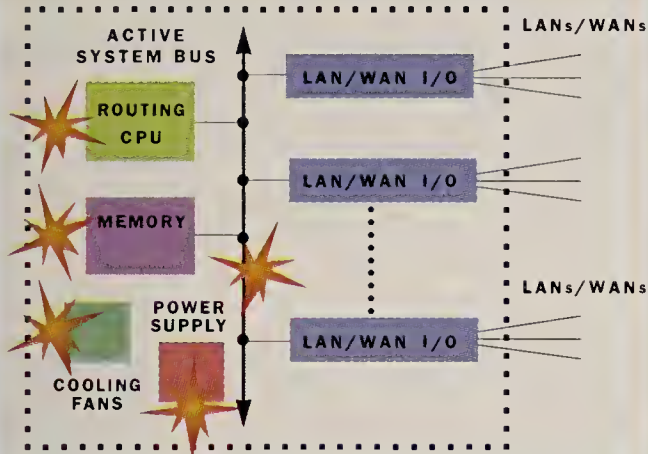 ACTIVE
SYSTEM BUS
LANs/WANs
LAN/WAN I/O
ROUTING
CPU
LAN/WAN I/O
MEMORY
LANs/WANs
POWER
SUPPLY
LAN/WAN I/O
COOLING
FANS